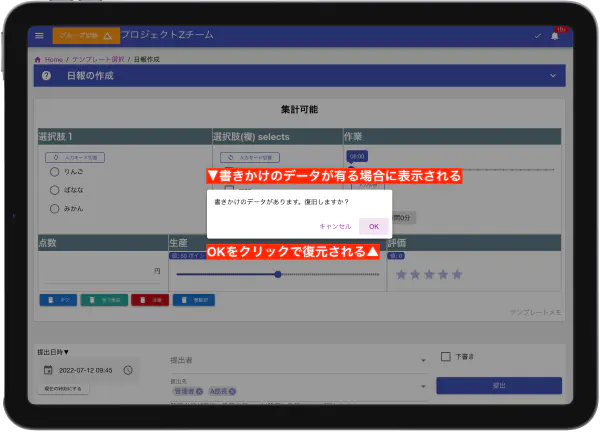 プロジェクトZチーム
Home / テンプレート選択 / 日報作成
日報の作成
集計可能
選択肢1
選択肢(複) selects
作業
入力モード切替
入力モード切替
08:00
りんご
ばなな
みかん
▼書きかけのデータが有る場合に表示される
書きかけのデータがあります。復旧しますか？
キャンセル
OK
OKをクリックで復元される▲
点数
生産
評価
円
テンプレートメモ
提出日時▼
2022-07-12 09:45
現在の時刻にする
提出者
提出先
管理者
A部長
下書き
提出